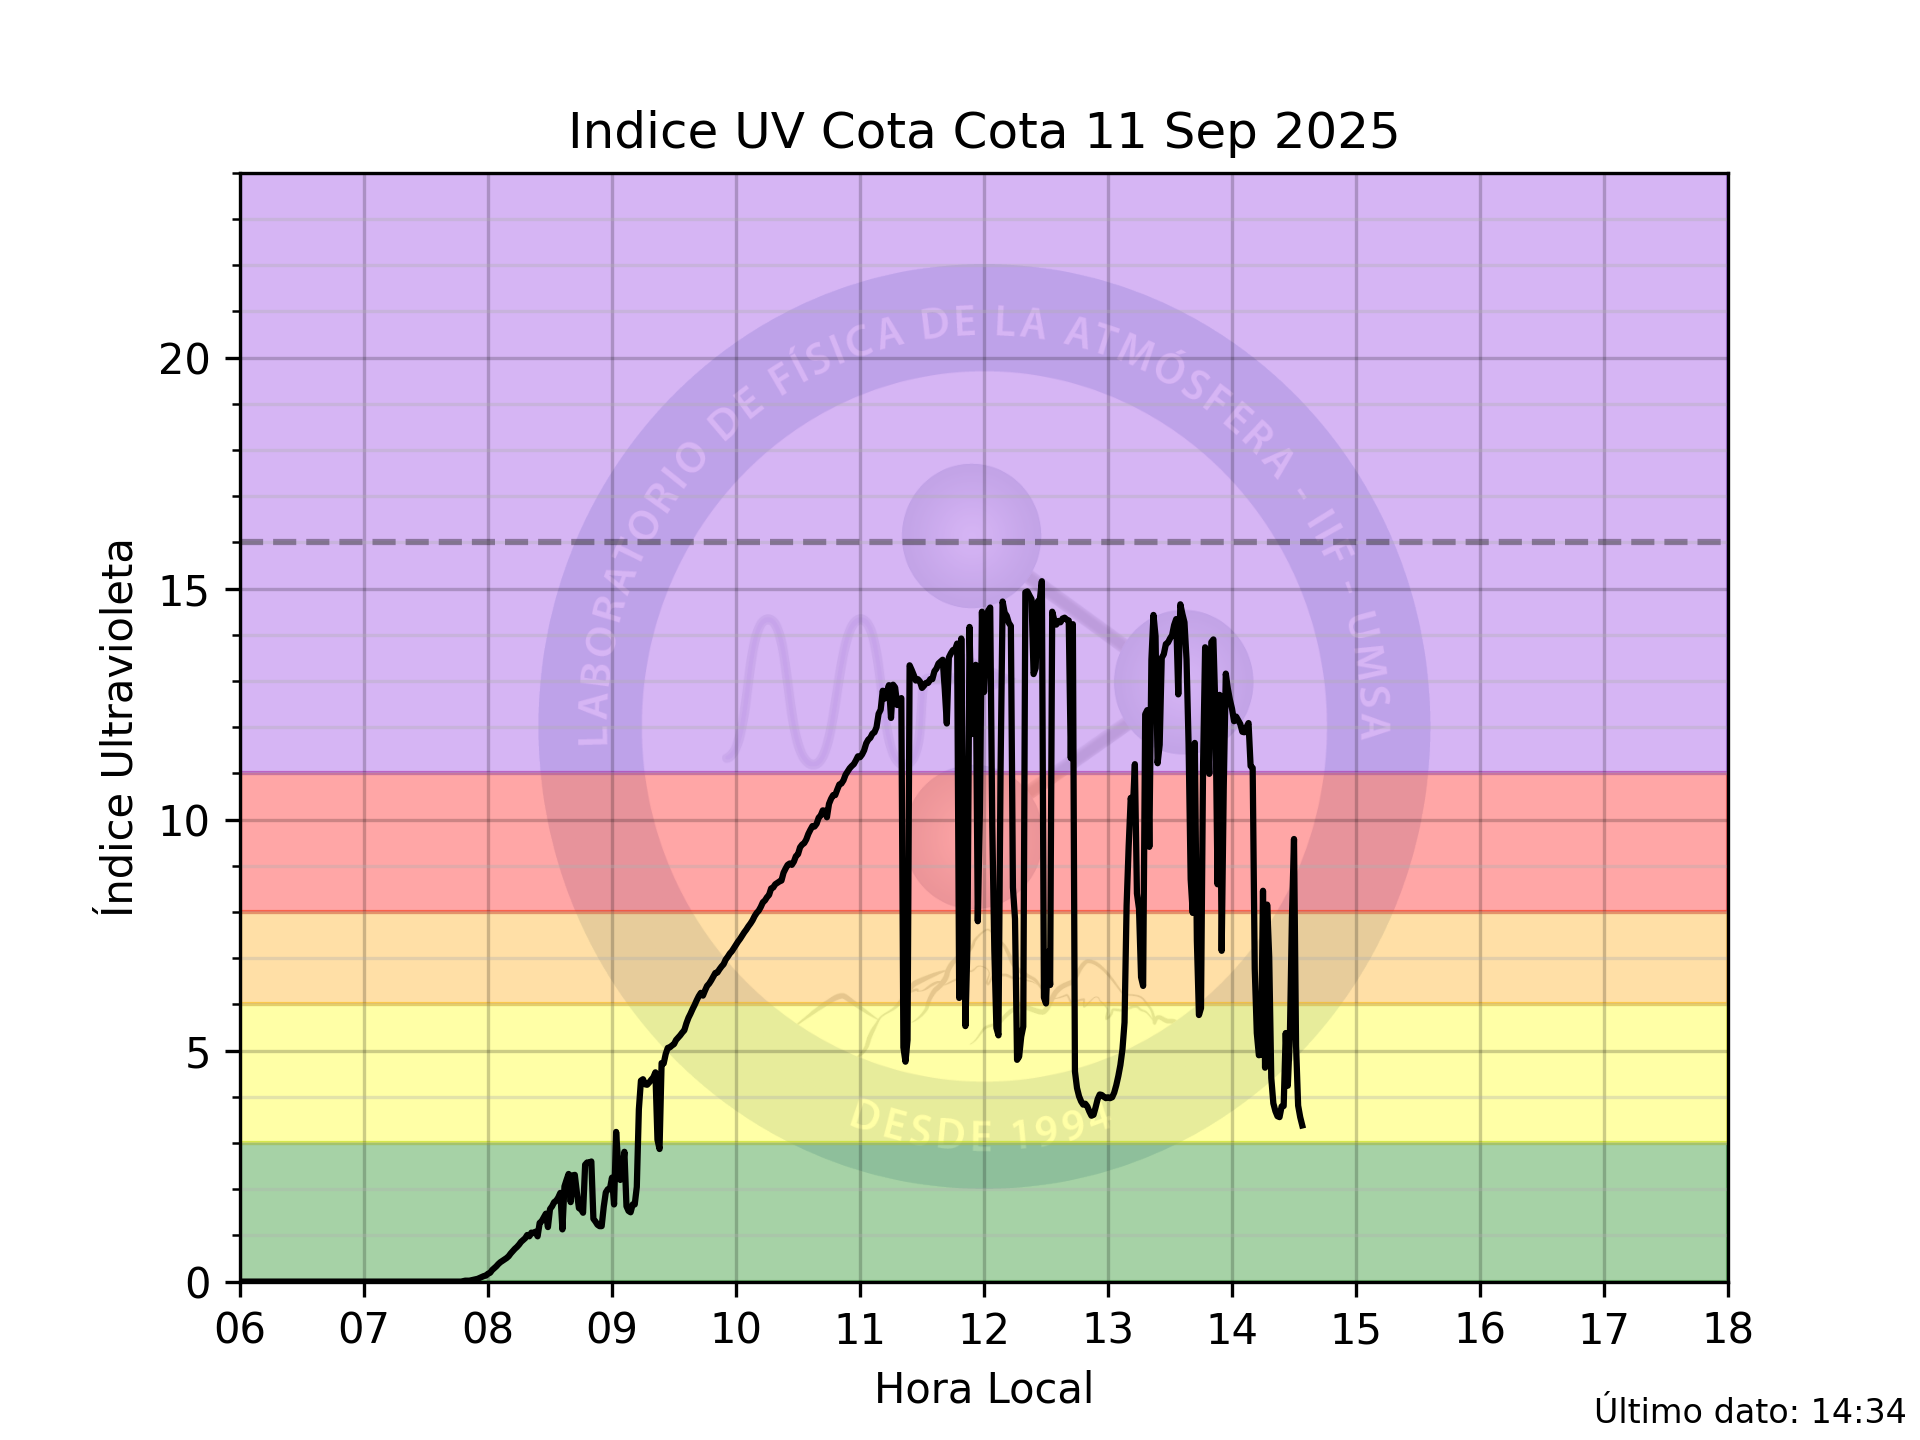 Indice UV Cota Cota 11 Sep 2025
LABORATORIO DE FÍSICA DE LA ATMÓSFERA - IIF - UMSA
DESDE 1994
Índice Ultravioleta
20
15
10
5
0
06 07 08 09 10 11 12 13 14 15 16 17 18
Hora Local
Último dato: 14:34